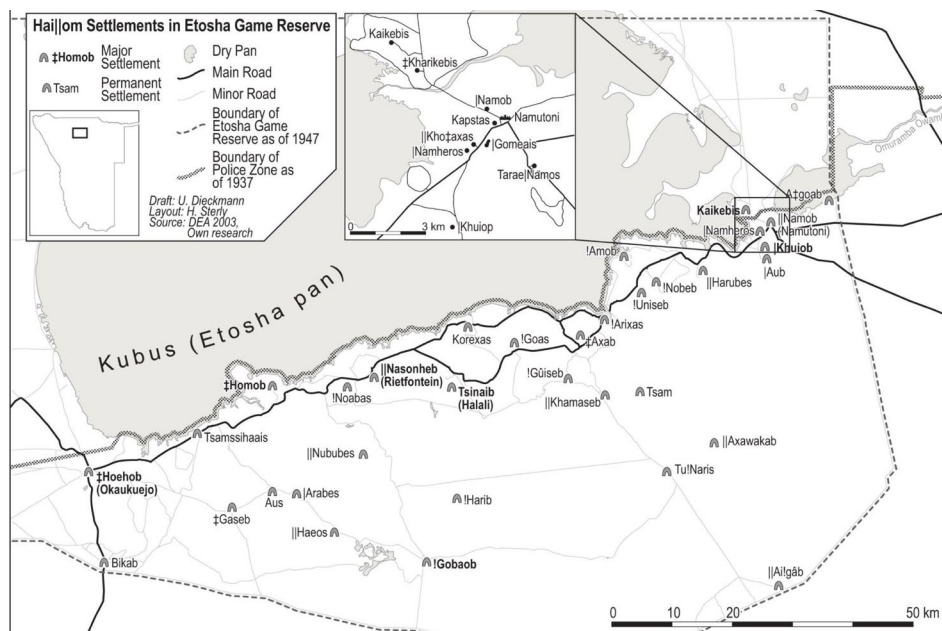 Hai||om Settlements in Etosha Game Reserve
‡Homob
Major
Settlement
Tsam
Permanent
Settlement
Dry Pan
Main Road
Minor Road
Boundary of
Etosha Game
Reserve as of 1947
Boundary of
Police Zone as
of 1937
Draft: U. Dieckmann
Layout: H. Sterly
Source: DEA 2003,
Own research
Kaikebis
‡Kharikebis
|Namob
Kapstas
Namutoni
||Kho‡axas
|Namheros
|Gomeais
Tarae|Namos
|Khuiop
0 3 km
Omuramba Owambo
A‡goab
Kaikebis
||Namob
(Namutoni)
|Namheros
|Khuiob
|Aub
!Amob
||Harubes
!Nobeb
!Uniseb
!Arixas
‡Axab
Kubus (Etosha pan)
Korexas
!Goas
‡Homob
||Nasonheb
(Rietfontein)
!Noabas
Tsinaib
(Halali)
!Gûiseb
||Khamaseb
Tsam
Tsamssihaais
||Axawakab
||Nububes
Tu!Naris
‡Hoehob
(Okaukuejo)
Aus
|Arabes
!Harib
‡Gaseb
||Haeos
Bikab
!Gobaob
||Ai!gâb
0 10 20 30 50 km